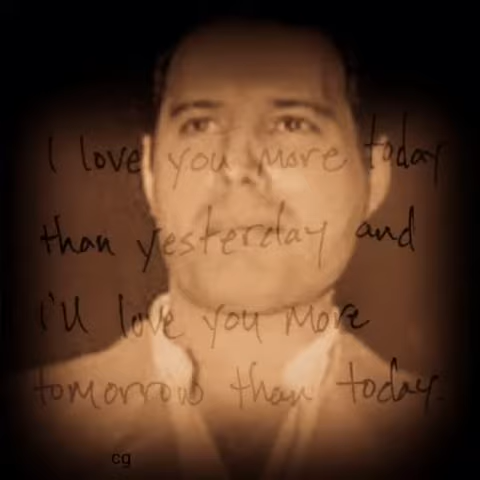 I love you more today
than yesterday and
i'll love you more
tomorrow than today.
cg